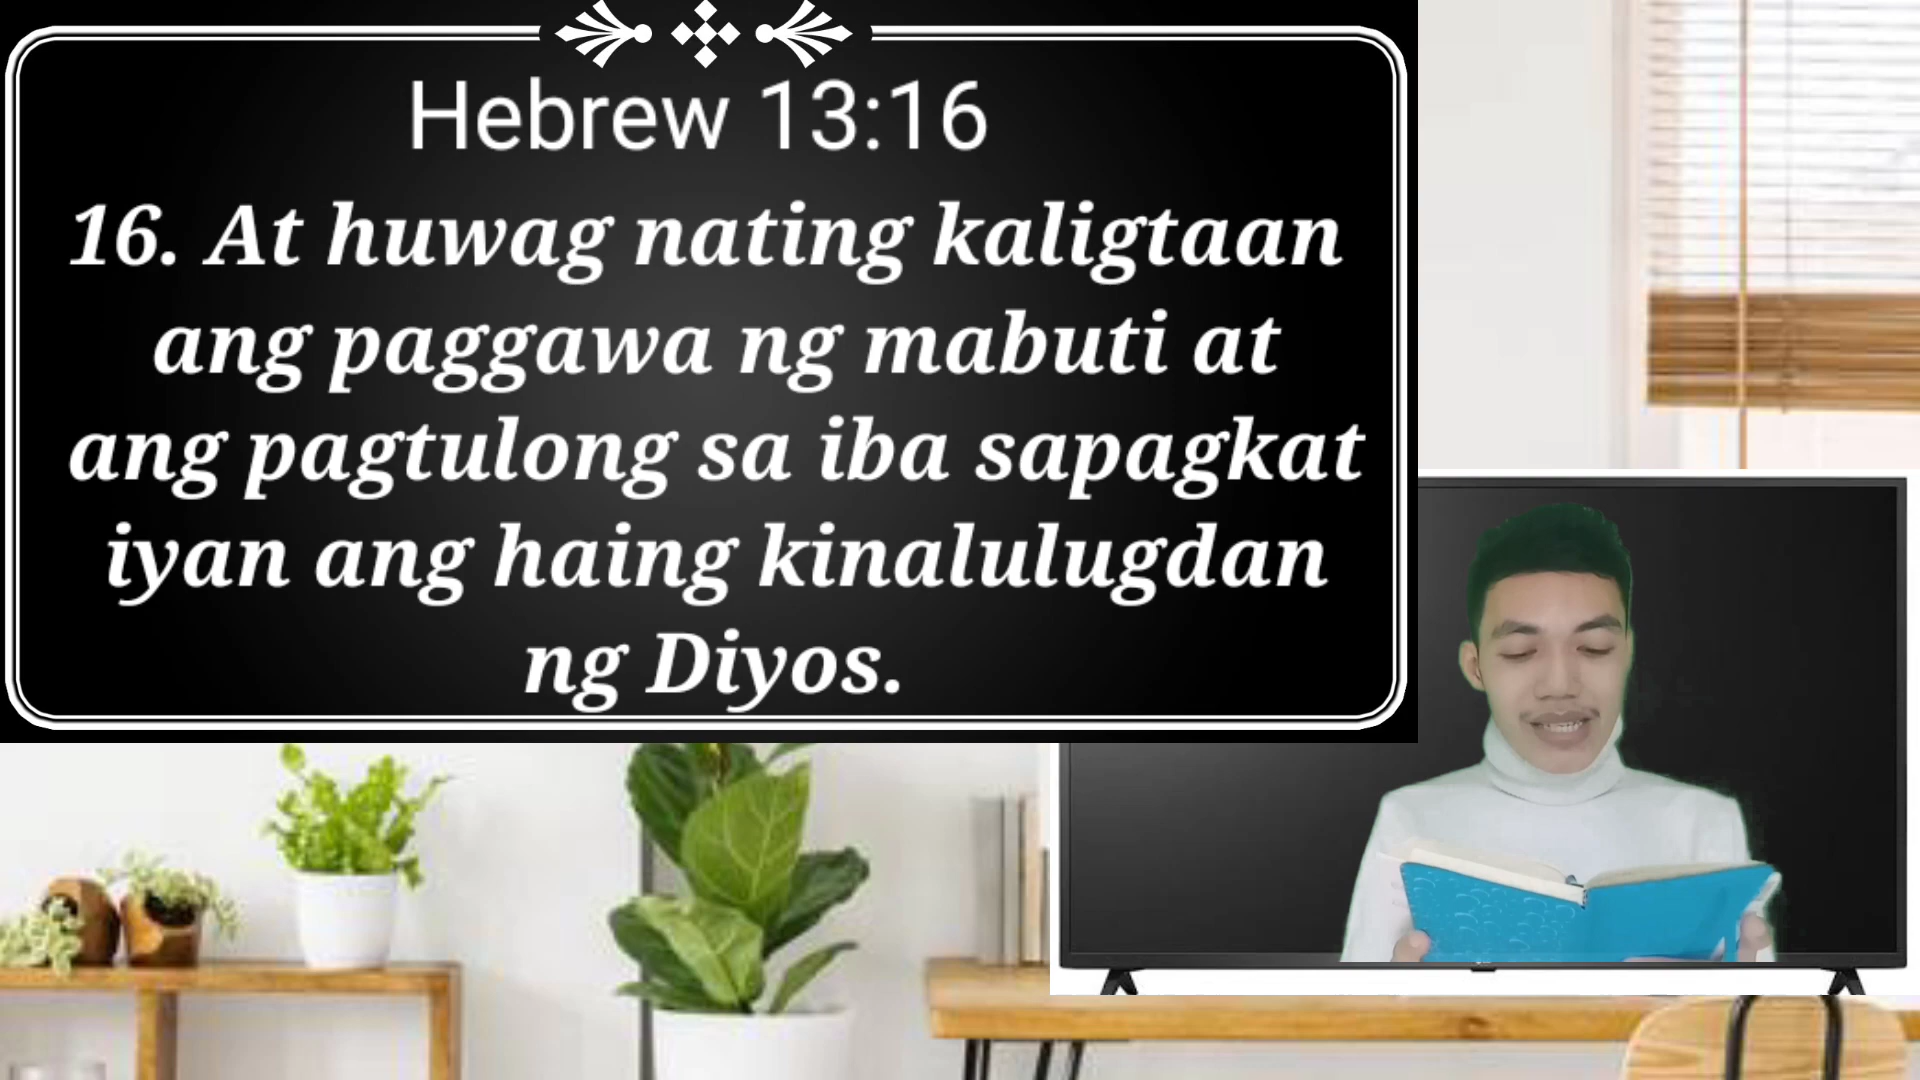 Hebrew 13:16
16. At huwag nating kaligtaan
ang paggawa ng mabuti at
ang pagtulong sa iba sapagkat
iyan ang haing kinalulugdan
ng Diyos.